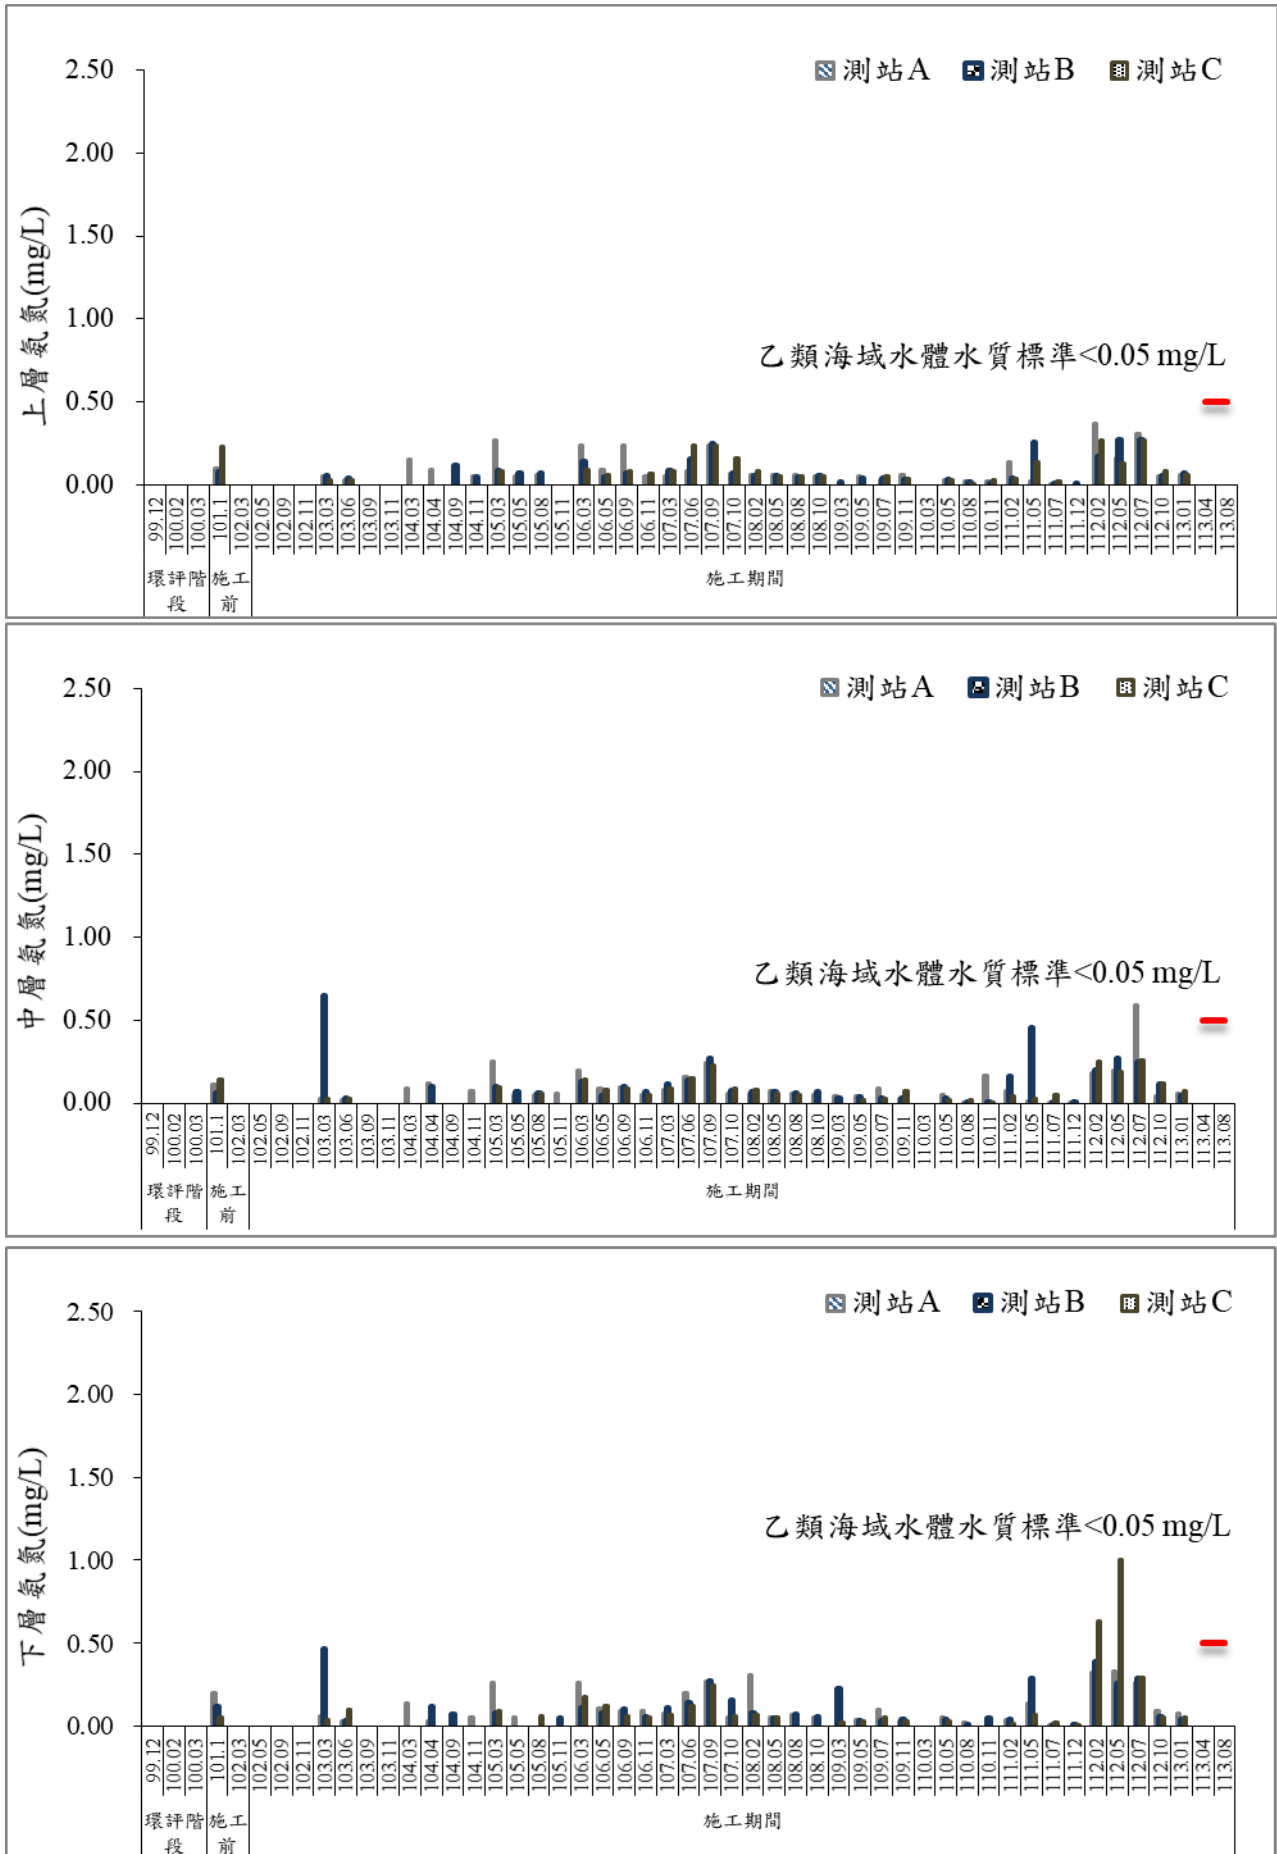 2.50
2.00
1.50
1.00
0.50
0.00
上層氨氮(mg/L)
測站A 測站B 測站C
乙類海域水體水質標準<0.05 mg/L
99.12 100.02 100.03 101.1 102.03 102.05 102.09 102.11 103.03 103.06 103.09 103.11 104.03 104.04 104.09 104.11 105.03 105.05 105.08 105.11 106.03 106.05 106.09 106.11 107.03 107.06 107.09 107.10 108.02 108.05 108.08 108.10 109.03 109.05 109.07 109.11 110.03 110.05 110.08 110.11 111.02 111.05 111.07 111.12 112.02 112.05 112.07 112.10 113.01 113.04 113.08
環評階段 施工前 施工期間
2.50
2.00
1.50
1.00
0.50
0.00
中層氨氮(mg/L)
測站A 測站B 測站C
乙類海域水體水質標準<0.05 mg/L
99.12 100.02 100.03 101.1 102.03 102.05 102.09 102.11 103.03 103.06 103.09 103.11 104.03 104.04 104.09 104.11 105.03 105.05 105.08 105.11 106.03 106.05 106.09 106.11 107.03 107.06 107.09 107.10 108.02 108.05 108.08 108.10 109.03 109.05 109.07 109.11 110.03 110.05 110.08 110.11 111.02 111.05 111.07 111.12 112.02 112.05 112.07 112.10 113.01 113.04 113.08
環評階段 施工前 施工期間
2.50
2.00
1.50
1.00
0.50
0.00
下層氨氮(mg/L)
測站A 測站B 測站C
乙類海域水體水質標準<0.05 mg/L
99.12 100.02 100.03 101.1 102.03 102.05 102.09 102.11 103.03 103.06 103.09 103.11 104.03 104.04 104.09 104.11 105.03 105.05 105.08 105.11 106.03 106.05 106.09 106.11 107.03 107.06 107.09 107.10 108.02 108.05 108.08 108.10 109.03 109.05 109.07 109.11 110.03 110.05 110.08 110.11 111.02 111.05 111.07 111.12 112.02 112.05 112.07 112.10 113.01 113.04 113.08
環評階段 施工前 施工期間